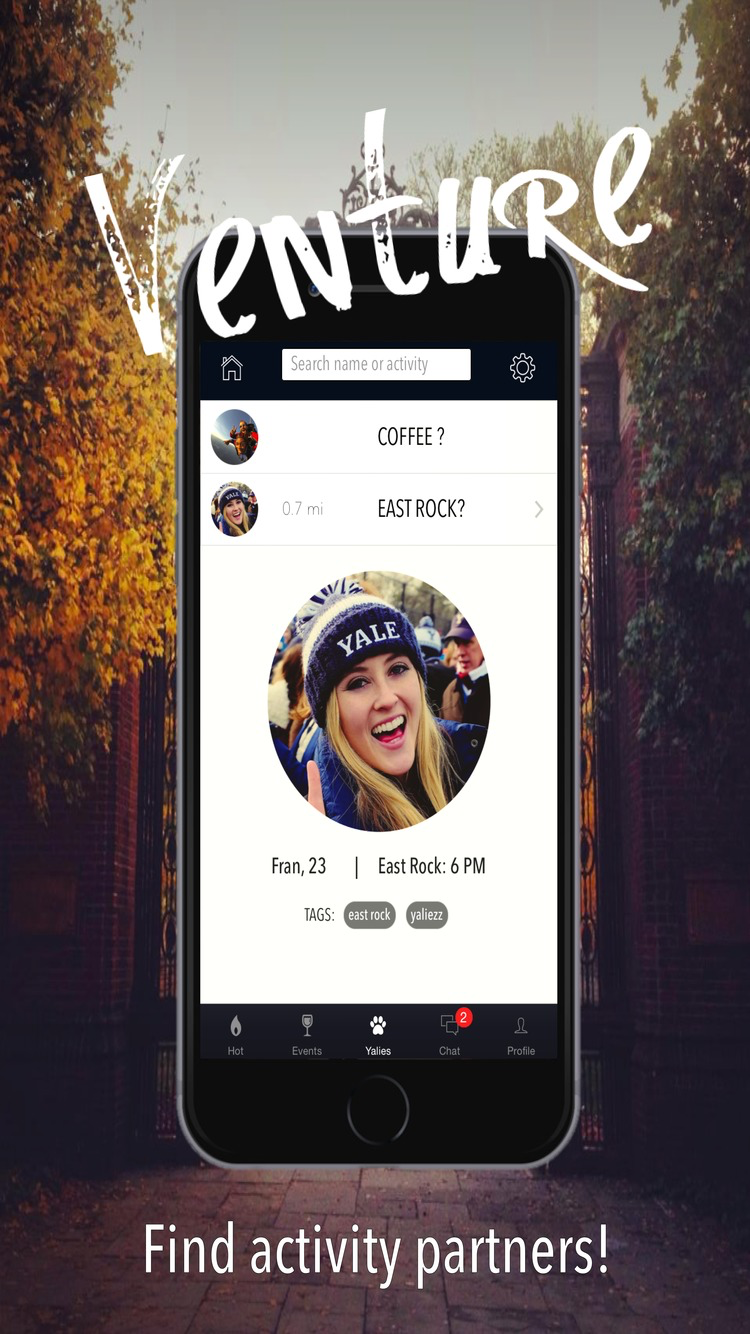 Venture
Search name or activity
COFFEE ?
YALE
0.7 mi EAST ROCK?
YALE
Fran, 23 | East Rock: 6 PM
TAGS: east rock yaliezz
2
Hot Events Yalies Chat Profile
Find activity partners!